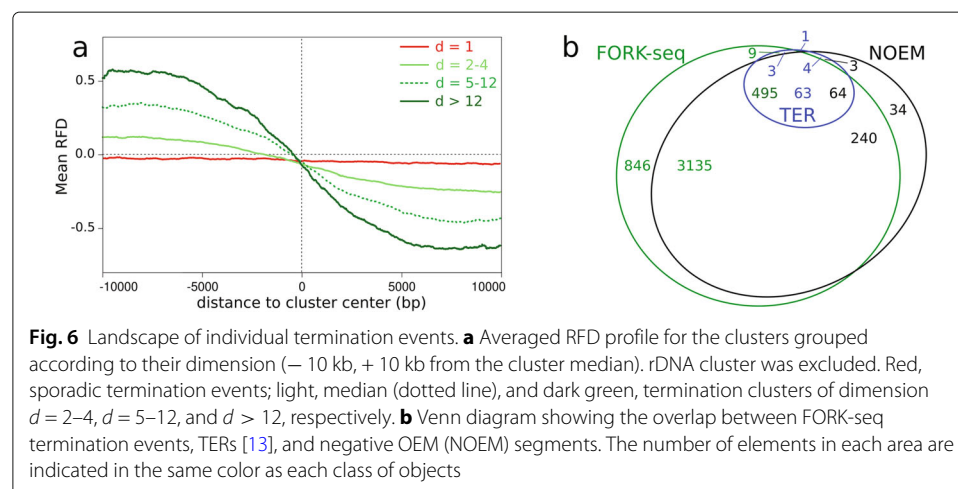 a
d = 1
d = 2-4
d = 5-12
d > 12
0.5
0.0
-0.5
Mean RFD
-10000 -5000 0 5000 10000
distance to cluster center (bp)
b
FORK-seq
NOEM
1
9
3
4
3
495 63 64
TER
34
240
846 3135
Fig. 6 Landscape of individual termination events. a Averaged RFD profile for the clusters grouped
according to their dimension (− 10 kb, + 10 kb from the cluster median). rDNA cluster was excluded. Red,
sporadic termination events; light, median (dotted line), and dark green, termination clusters of dimension
d = 2–4, d = 5–12, and d > 12, respectively. b Venn diagram showing the overlap between FORK-seq
termination events, TERs [13], and negative OEM (NOEM) segments. The number of elements in each area are
indicated in the same color as each class of objects